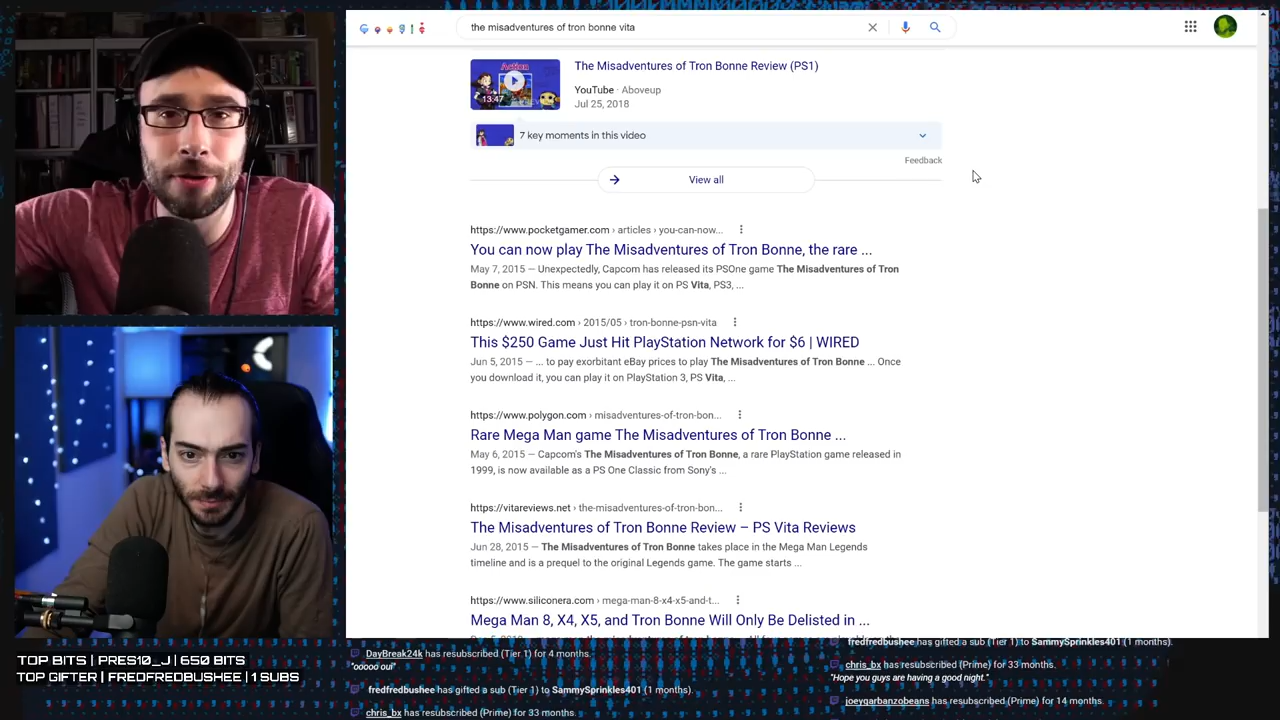 the misadventures of tron bonne vita
Action
13:47
The Misadventures of Tron Bonne Review (PS1)
YouTube · Aboveup
Jul 25, 2018
7 key moments in this video
Feedback
View all
https://www.pocketgamer.com › articles › you-can-now...
You can now play The Misadventures of Tron Bonne, the rare ...
May 7, 2015 — Unexpectedly, Capcom has released its PSOne game The Misadventures of Tron
Bonne on PSN. This means you can play it on PS Vita, PS3, ...
https://www.wired.com › 2015/05 › tron-bonne-psn-vita
This $250 Game Just Hit PlayStation Network for $6 | WIRED
Jun 5, 2015 — ... to pay exorbitant eBay prices to play The Misadventures of Tron Bonne ... Once
you download it, you can play it on PlayStation 3, PS Vita, ...
https://www.polygon.com › misadventures-of-tron-bon...
Rare Mega Man game The Misadventures of Tron Bonne ...
May 6, 2015 — Capcom's The Misadventures of Tron Bonne, a rare PlayStation game released in
1999, is now available as a PS One Classic from Sony's ...
https://vitareviews.net › the-misadventures-of-tron-bon...
The Misadventures of Tron Bonne Review – PS Vita Reviews
Jun 28, 2015 — The Misadventures of Tron Bonne takes place in the Mega Man Legends
timeline and is a prequel to the original Legends game. The game starts ...
https://www.siliconera.com › mega-man-8-x4-x5-and-t...
Mega Man 8, X4, X5, and Tron Bonne Will Only Be Delisted in ...
TOP BITS | PRES10_J | 650 BITS
TOP GIFTER | FREDFREDBUSHEE | 1 SUBS
DayBreak24k has resubscribed (Tier 1) for 4 months.
"ooooo oui"
fredfredbushee has gifted a sub (Tier 1) to SammySprinkles401 (1 months).
chris_bx has resubscribed (Prime) for 33 months.
fredfredbushee has gifted a sub (Tier 1) to SammySprinkles401 (1 months).
chris_bx has resubscribed (Prime) for 33 months.
"Hope you guys are having a good night."
joeygarbanzobeans has resubscribed (Prime) for 14 months.